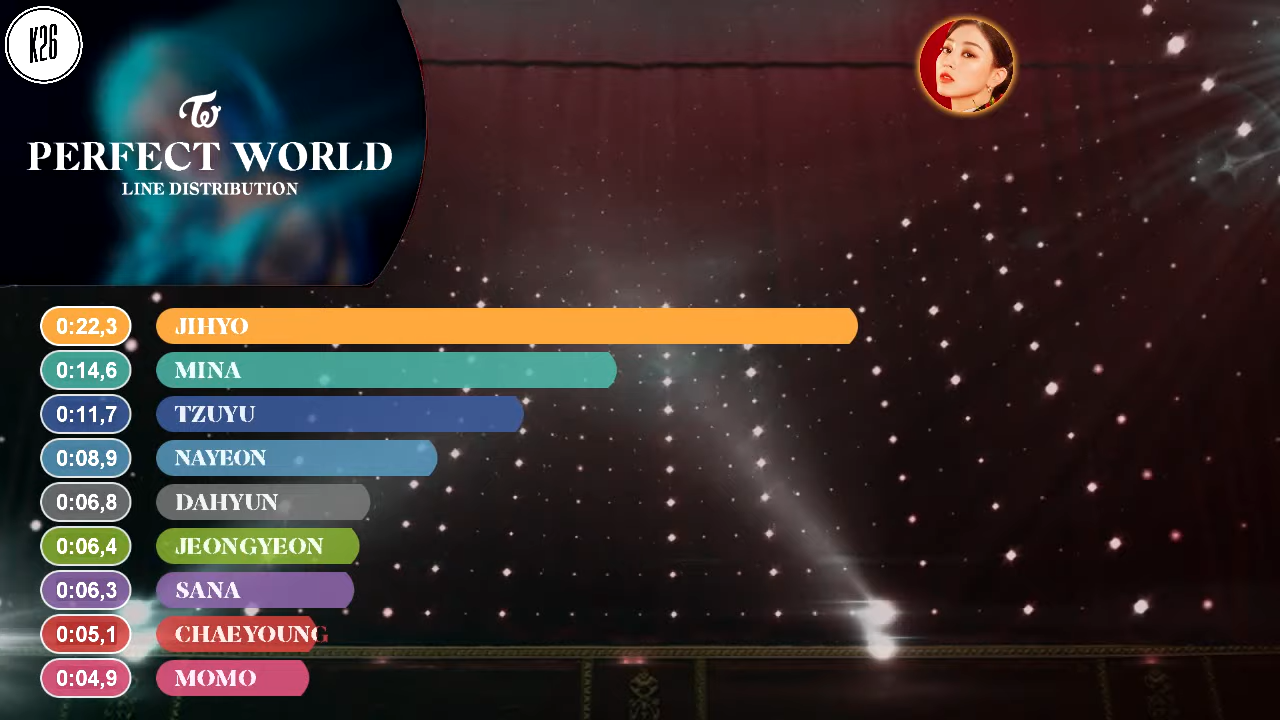 K26
PERFECT WORLD
LINE DISTRIBUTION
0:22,3 JIHYO
0:14,6 MINA
0:11,7 TZUYU
0:08,9 NAYEON
0:06,8 DAHYUN
0:06,4 JEONGYEON
0:06,3 SANA
0:05,1 CHAEYOUNG
0:04,9 MOMO